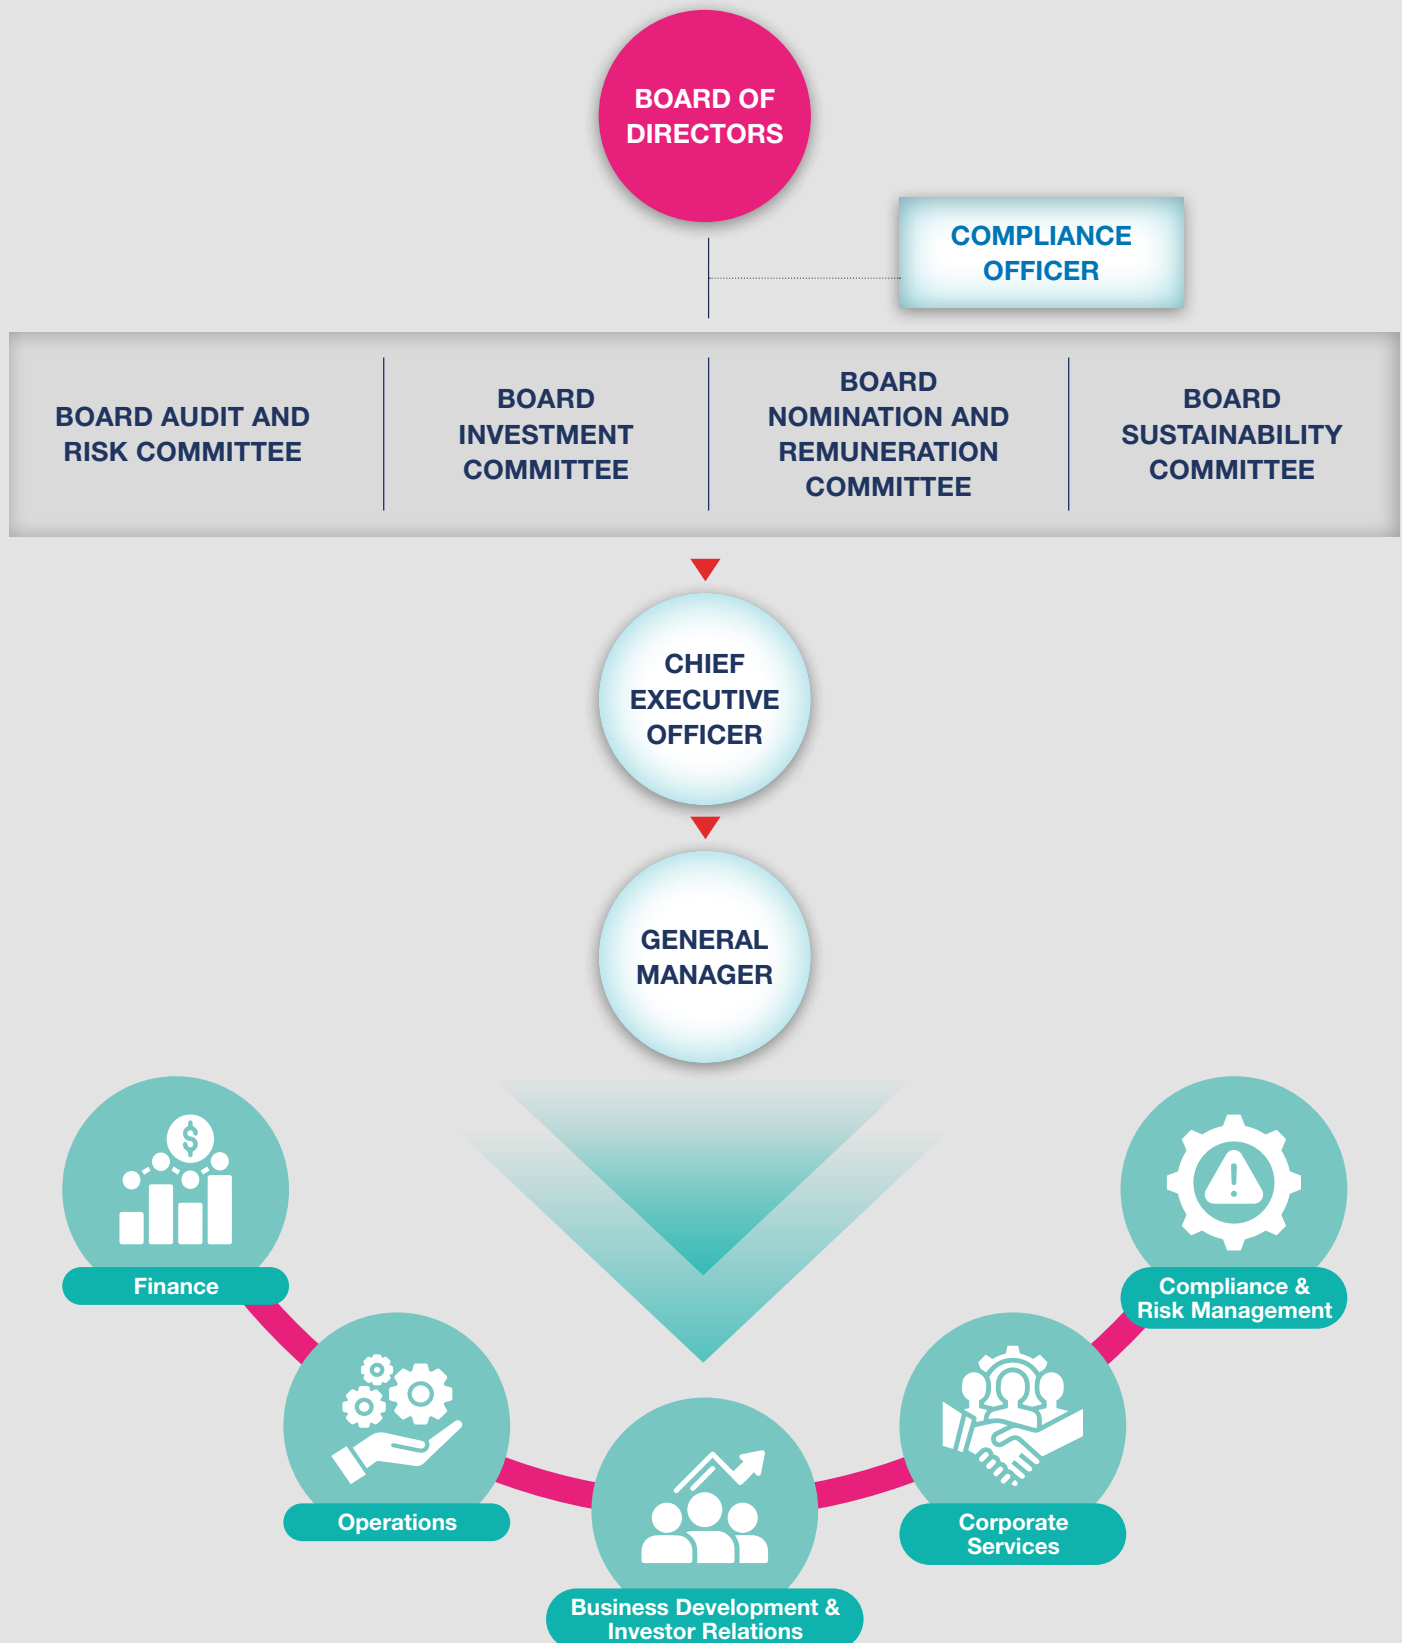 BOARD OF
DIRECTORS
COMPLIANCE
OFFICER
BOARD AUDIT AND
RISK COMMITTEE
BOARD
INVESTMENT
COMMITTEE
BOARD
NOMINATION AND
REMUNERATION
COMMITTEE
BOARD
SUSTAINABILITY
COMMITTEE
CHIEF
EXECUTIVE
OFFICER
GENERAL
MANAGER
$
Finance
Operations
Business Development &
Investor Relations
Corporate
Services
Compliance &
Risk Management